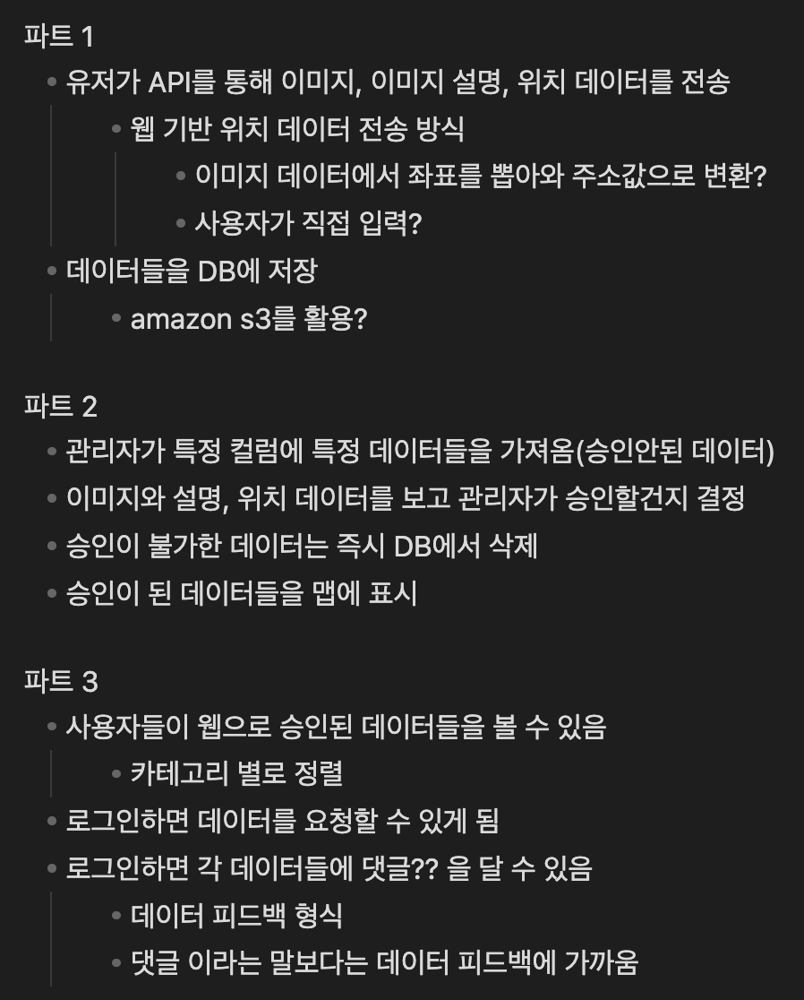 파트 1
유저가 API를 통해 이미지, 이미지 설명, 위치 데이터를 전송
웹 기반 위치 데이터 전송 방식
이미지 데이터에서 좌표를 뽑아와 주소값으로 변환?
사용자가 직접 입력?
데이터들을 DB에 저장
amazon s3를 활용?
파트 2
관리자가 특정 컬럼에 특정 데이터들을 가져옴(승인안된 데이터)
이미지와 설명, 위치 데이터를 보고 관리자가 승인할건지 결정
승인이 불가한 데이터는 즉시 DB에서 삭제
승인이 된 데이터들을 맵에 표시
파트 3
사용자들이 웹으로 승인된 데이터들을 볼 수 있음
카테고리 별로 정렬
로그인하면 데이터를 요청할 수 있게 됨
로그인하면 각 데이터들에 댓글?? 을 달 수 있음
데이터 피드백 형식
댓글 이라는 말보다는 데이터 피드백에 가까움